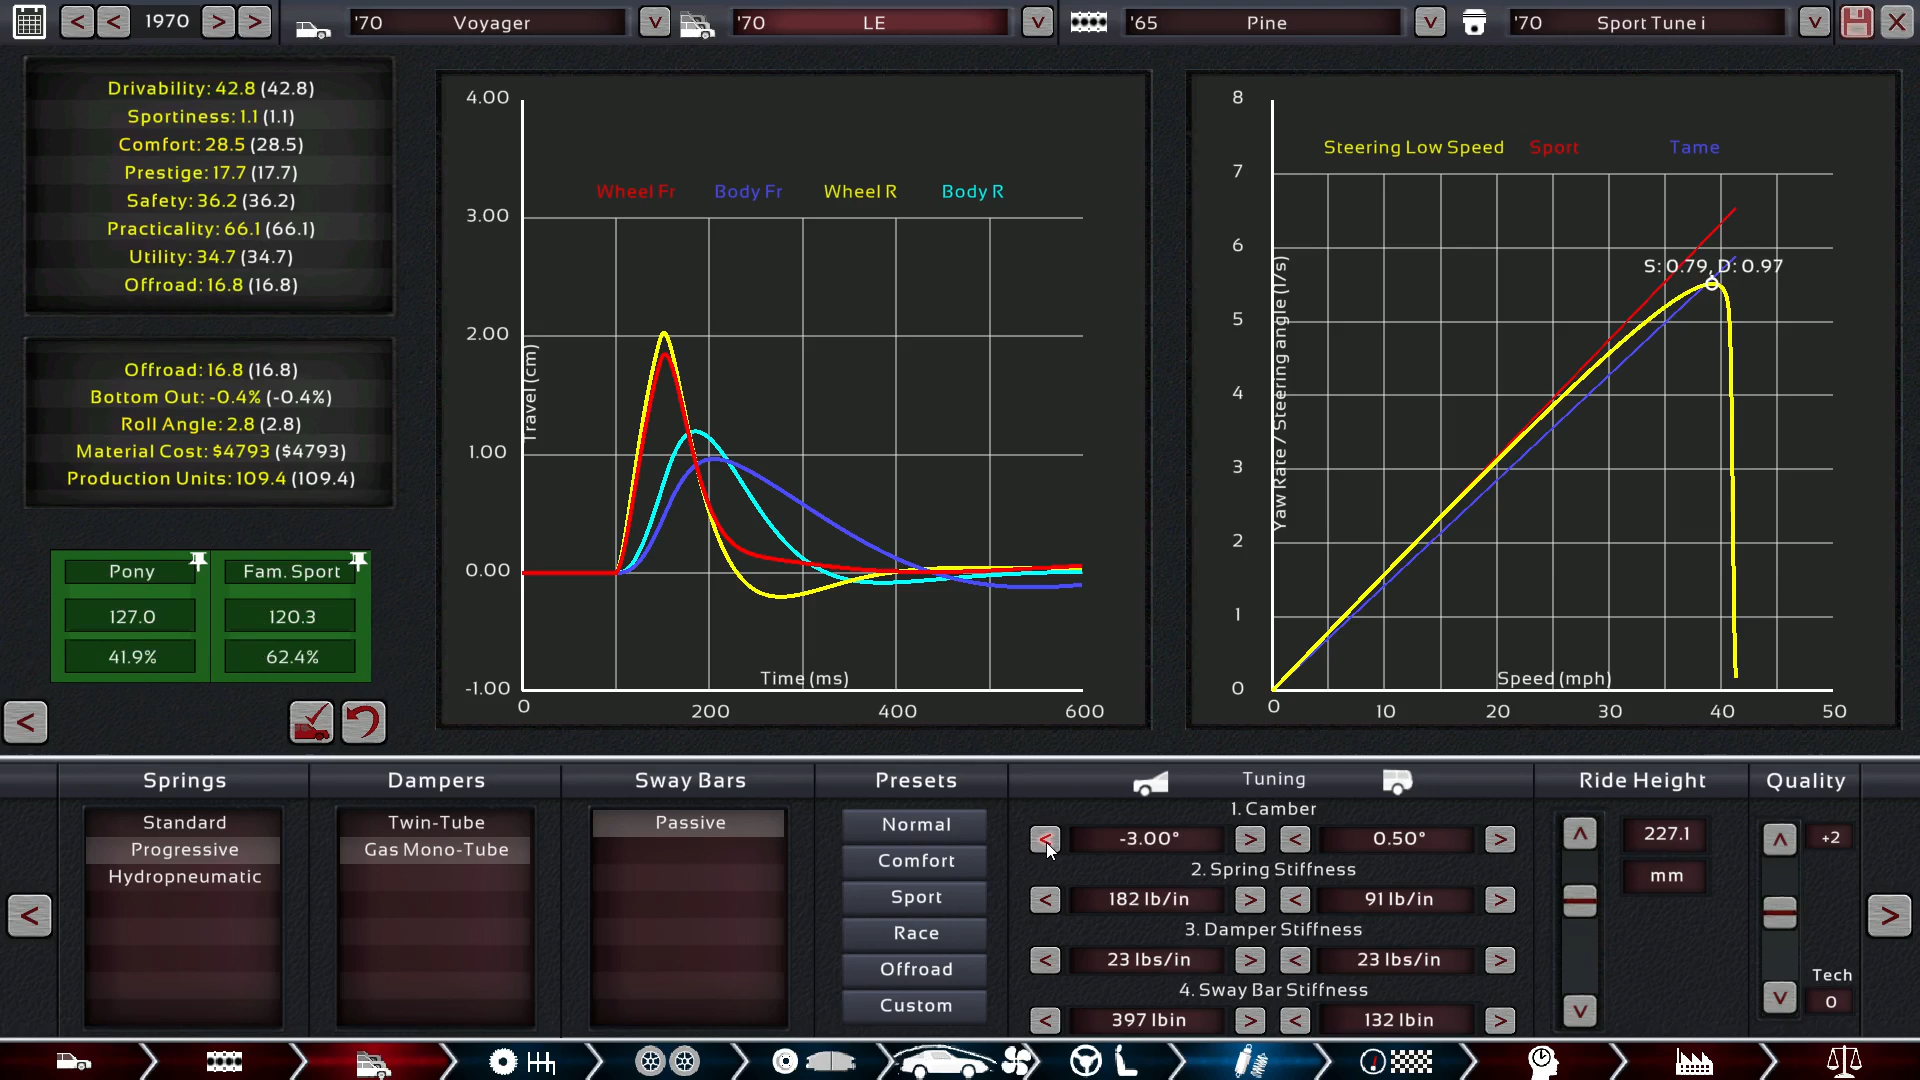 1970
'70 Voyager
'70 LE
'65 Pine
'70 Sport Tune i
Drivability: 42.8 (42.8)
Sportiness: 1.1 (1.1)
Comfort: 28.5 (28.5)
Prestige: 17.7 (17.7)
Safety: 36.2 (36.2)
Practicality: 66.1 (66.1)
Utility: 34.7 (34.7)
Offroad: 16.8 (16.8)
Offroad: 16.8 (16.8)
Bottom Out: -0.4% (-0.4%)
Roll Angle: 2.8 (2.8)
Material Cost: $4793 ($4793)
Production Units: 109.4 (109.4)
Pony
127.0
41.9%
Fam. Sport
120.3
62.4%
4.00
3.00
2.00
1.00
0.00
-1.00
Travel (cm)
Wheel Fr Body Fr Wheel R Body R
Time (ms)
0 200 400 600
8
7
6
5
4
3
2
1
0
Yaw Rate / Steering angle (1/s)
Steering Low Speed Sport Tame
S: 0.79, D: 0.97
Speed (mph)
0 10 20 30 40 50
Springs
Standard
Progressive
Hydropneumatic
Dampers
Twin-Tube
Gas Mono-Tube
Sway Bars
Passive
Presets
Normal
Comfort
Sport
Race
Offroad
Custom
Tuning
1. Camber
-3.00° 0.50°
2. Spring Stiffness
182 lb/in 91 lb/in
3. Damper Stiffness
23 lbs/in 23 lbs/in
4. Sway Bar Stiffness
397 lbin 132 lbin
Ride Height
227.1
mm
Quality
+2
Tech
0